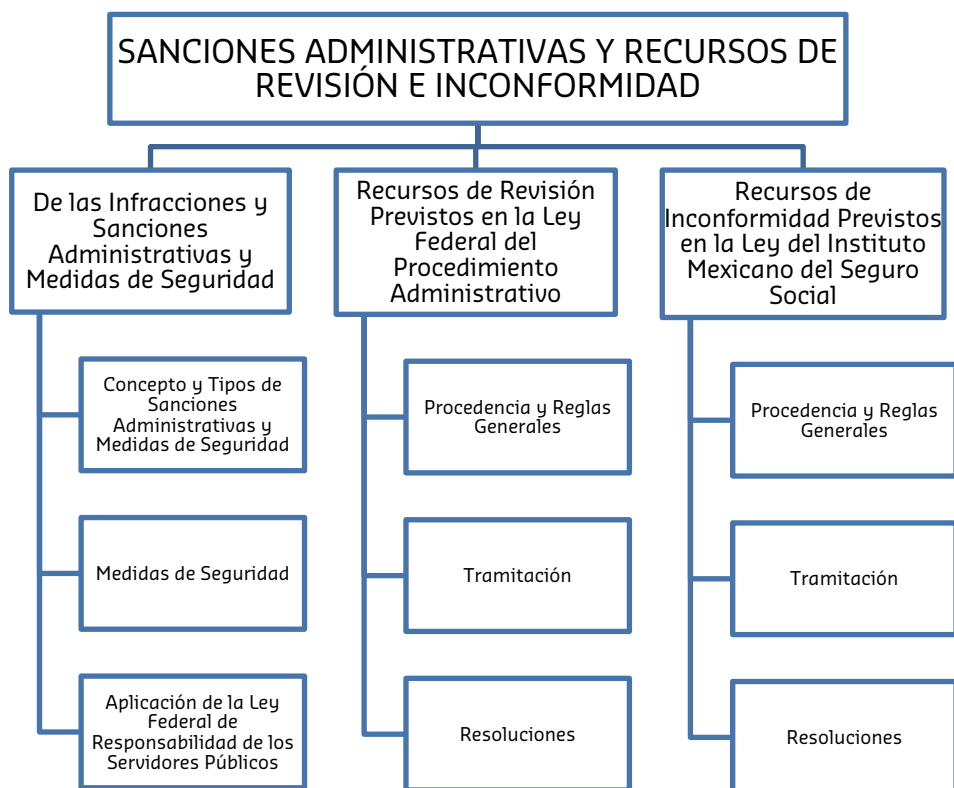 SANCIONES ADMINISTRATIVAS Y RECURSOS DE
REVISIÓN E INCONFORMIDAD
De las Infracciones y
Sanciones
Administrativas y
Medidas de Seguridad
Concepto y Tipos de
Sanciones
Administrativas y
Medidas de Seguridad
Medidas de Seguridad
Aplicación de la Ley
Federal de
Responsabilidad de los
Servidores Públicos
Recursos de Revisión
Previstos en la Ley
Federal del
Procedimiento
Administrativo
Procedencia y Reglas
Generales
Tramitación
Resoluciones
Recursos de
Inconformidad Previstos
en la Ley del Instituto
Mexicano del Seguro
Social
Procedencia y Reglas
Generales
Tramitación
Resoluciones